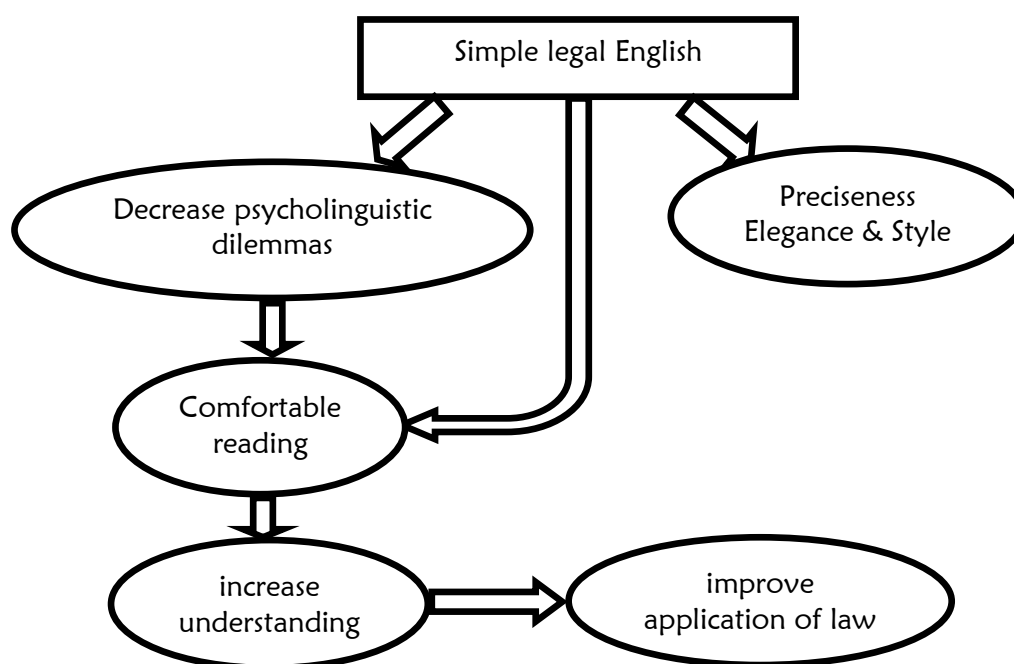 Simple legal English
Decrease psycholinguistic
dilemmas
Preciseness
Elegance & Style
Comfortable
reading
increase
understanding
improve
application of law